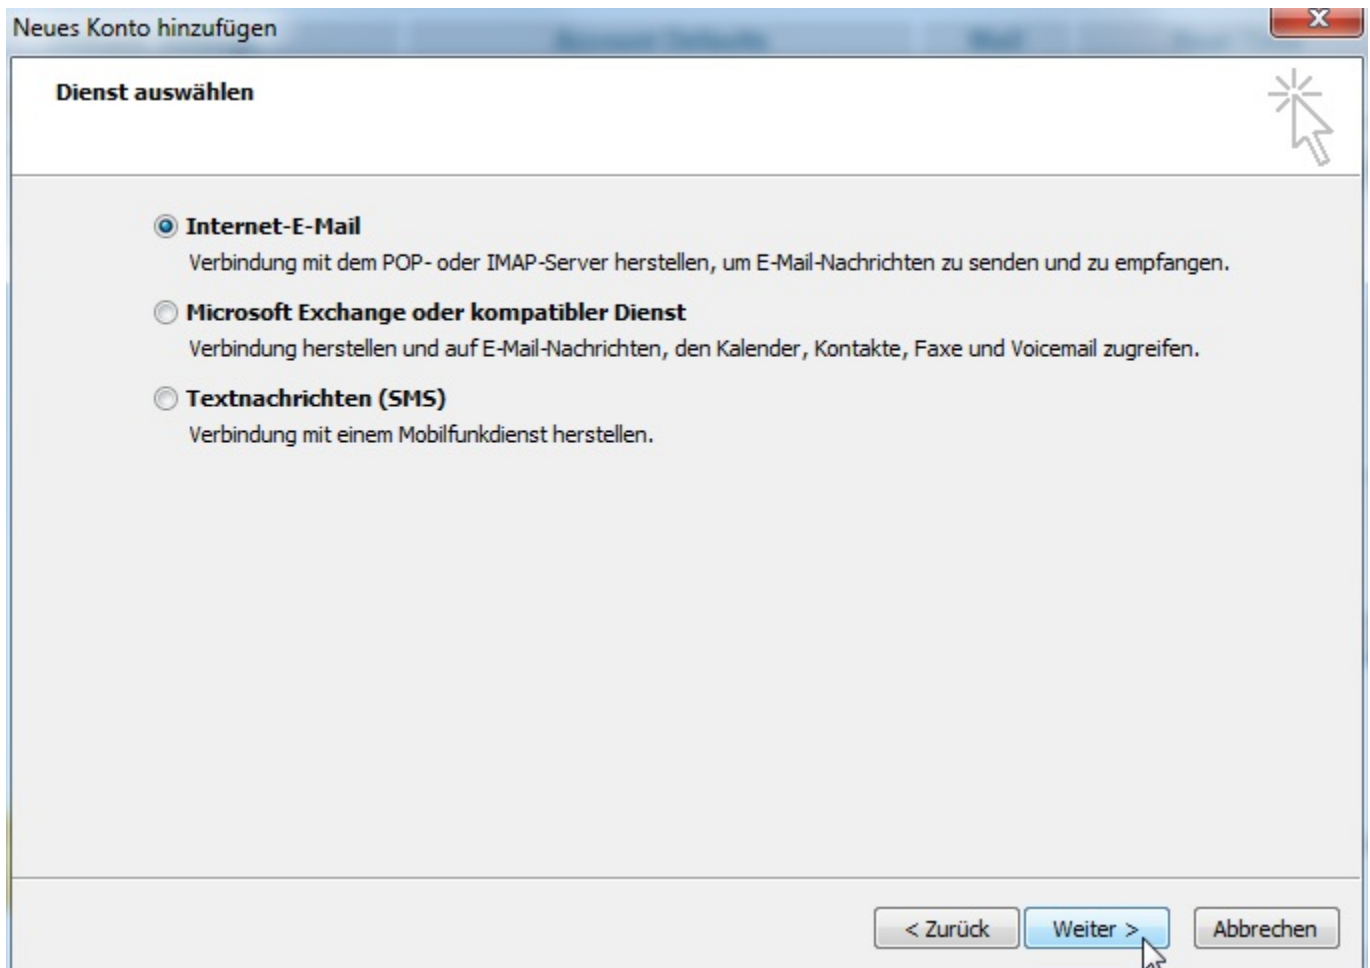 Neues Konto hinzufügen
Dienst auswählen
Internet-E-Mail
Verbindung mit dem POP- oder IMAP-Server herstellen, um E-Mail-Nachrichten zu senden und zu empfangen.
Microsoft Exchange oder kompatibler Dienst
Verbindung herstellen und auf E-Mail-Nachrichten, den Kalender, Kontakte, Faxe und Voicemail zugreifen.
Textnachrichten (SMS)
Verbindung mit einem Mobilfunkdienst herstellen.
< Zurück Weiter > Abbrechen